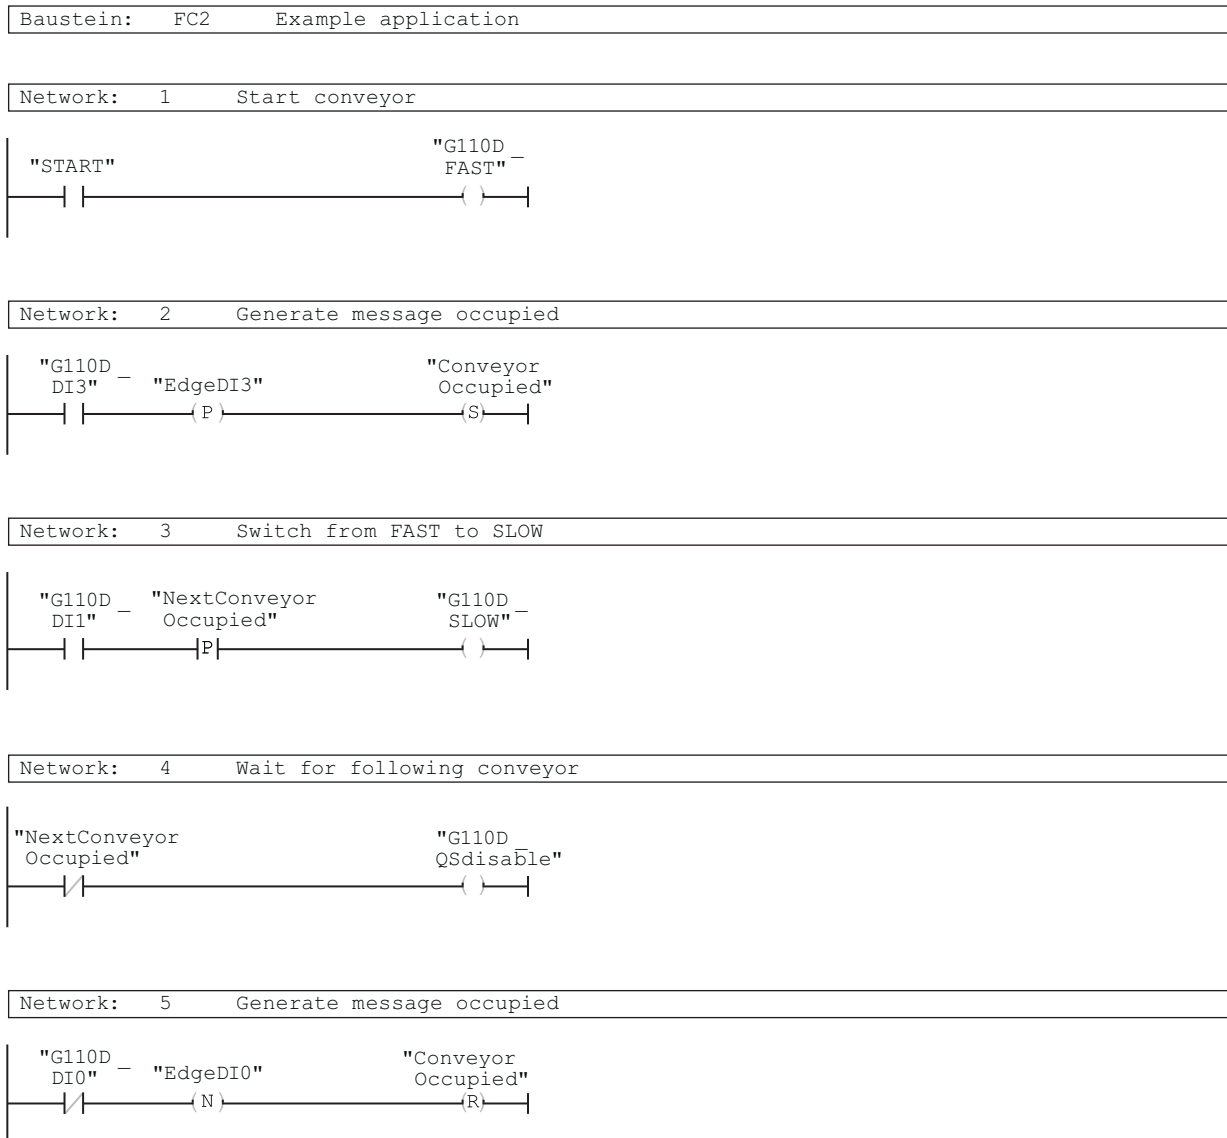 Baustein: FC2 Example application
Network: 1 Start conveyor
"START"
"G110D_
FAST"
( )
Network: 2 Generate message occupied
"G110D_
DI3"
"EdgeDI3"
"Conveyor
Occupied"
(P)
(S)
Network: 3 Switch from FAST to SLOW
"G110D_
DI1"
"NextConveyor
Occupied"
"G110D_
SLOW"
P
( )
Network: 4 Wait for following conveyor
"NextConveyor
Occupied"
"G110D_
QSdisable"
( )
Network: 5 Generate message occupied
"G110D_
DI0"
"EdgeDI0"
"Conveyor
Occupied"
(N)
(R)